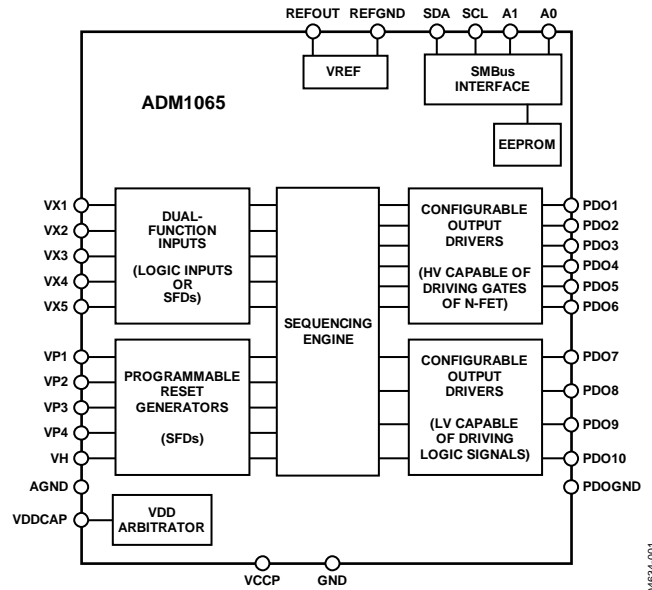 REFOUT REFGND SDA SCL A1 A0
VREF
SMBus
INTERFACE
EEPROM
ADM1065
VX1
VX2
VX3
VX4
VX5
DUAL-
FUNCTION
INPUTS
(LOGIC INPUTS
OR
SFDs)
VP1
VP2
VP3
VP4
VH
PROGRAMMABLE
RESET
GENERATORS
(SFDs)
AGND
VDDCAP
VDD
ARBITRATOR
SEQUENCING
ENGINE
CONFIGURABLE
OUTPUT
DRIVERS
(HV CAPABLE OF
DRIVING GATES
OF N-FET)
PDO1
PDO2
PDO3
PDO4
PDO5
PDO6
CONFIGURABLE
OUTPUT
DRIVERS
(LV CAPABLE
OF DRIVING
LOGIC SIGNALS)
PDO7
PDO8
PDO9
PDO10
PDOGND
VCCP GND